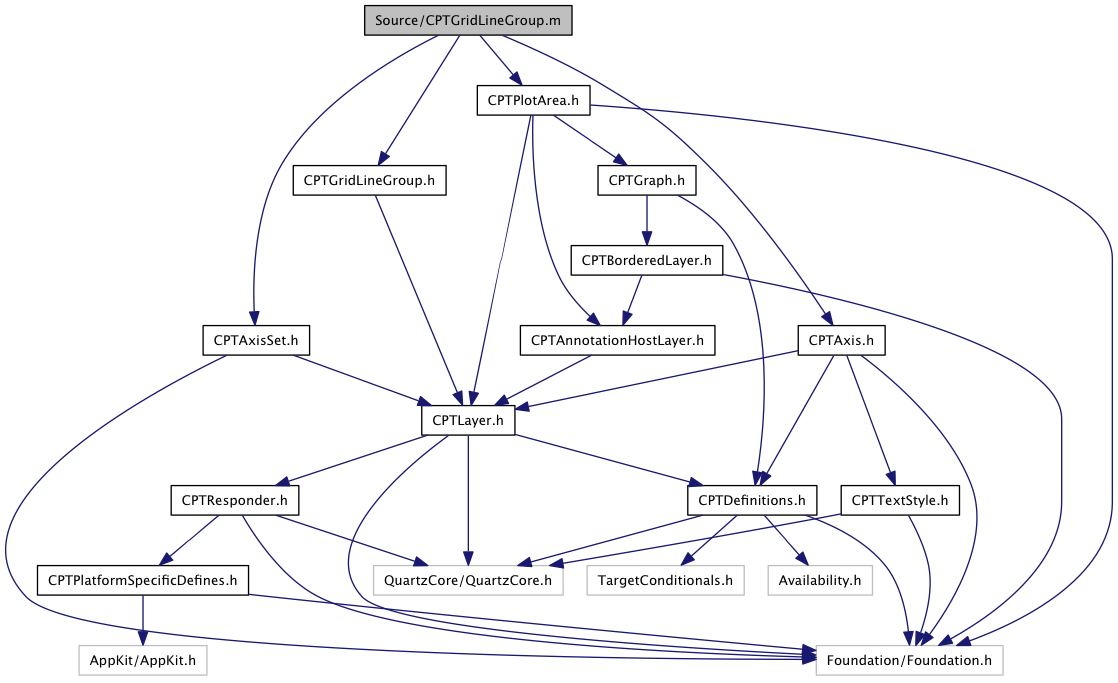 Source/CPTGridLineGroup.m
CPTPlotArea.h
CPTGridLineGroup.h
CPTGraph.h
CPTBorderedLayer.h
CPTAxisSet.h
CPTAnnotationHostLayer.h
CPTAxis.h
CPTLayer.h
CPTResponder.h
CPTDefinitions.h
CPTTextStyle.h
CPTPlatformSpecificDefines.h
QuartzCore/QuartzCore.h
TargetConditionals.h
Availability.h
AppKit/AppKit.h
Foundation/Foundation.h